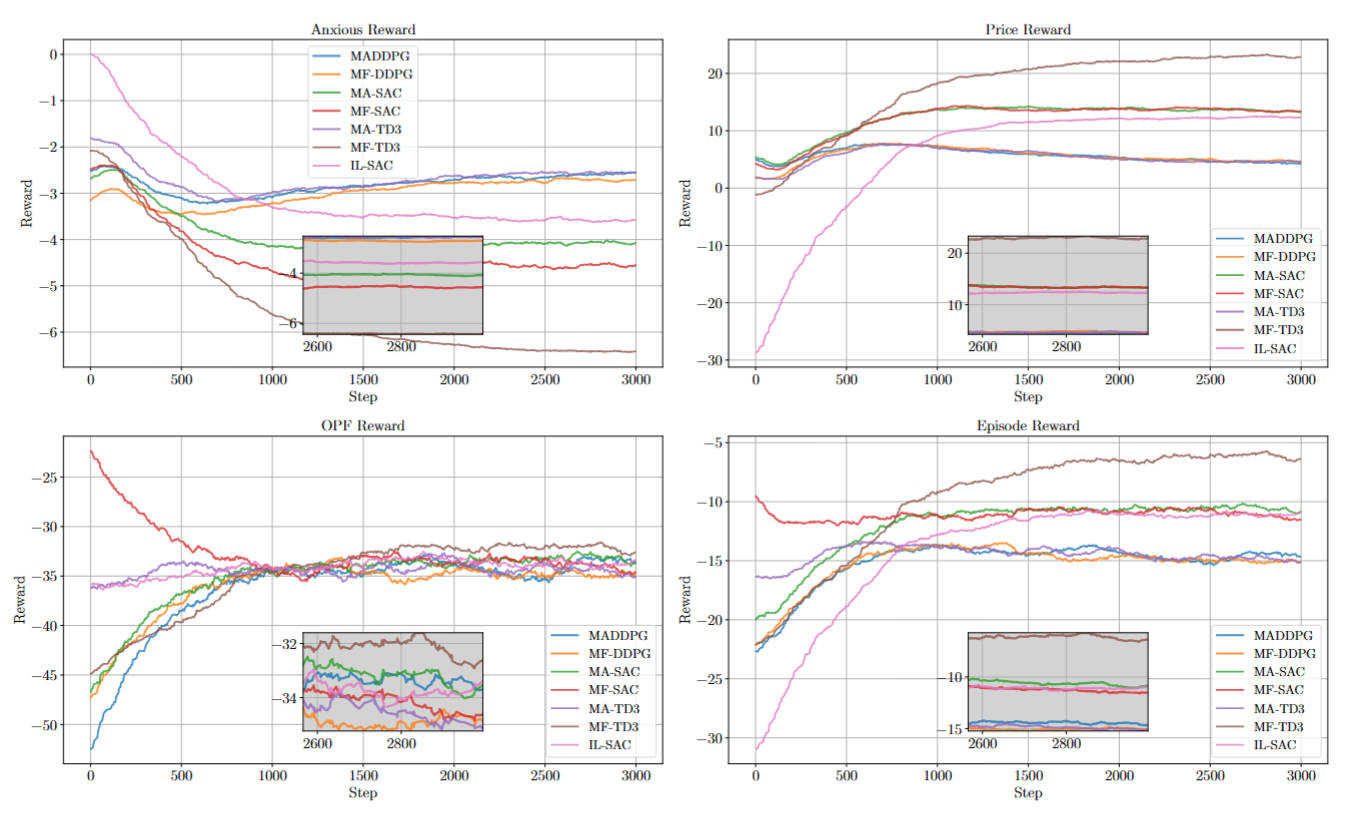 Anxious Reward
Reward
0
−1
−2
−3
−4
−5
−6
MADDPG
MF-DDPG
MA-SAC
MF-SAC
MA-TD3
MF-TD3
IL-SAC
−4
−6
2600 2800
0 500 1000 1500 2000 2500 3000
Step
Price Reward
Reward
20
10
0
−10
−20
−30
20
10
2600 2800
MADDPG
MF-DDPG
MA-SAC
MF-SAC
MA-TD3
MF-TD3
IL-SAC
0 500 1000 1500 2000 2500 3000
Step
OPF Reward
Reward
−25
−30
−35
−40
−45
−50
−32
−34
2600 2800
MADDPG
MF-DDPG
MA-SAC
MF-SAC
MA-TD3
MF-TD3
IL-SAC
0 500 1000 1500 2000 2500 3000
Step
Episode Reward
Reward
−5
−10
−15
−20
−25
−30
−10
−15
2600 2800
MADDPG
MF-DDPG
MA-SAC
MF-SAC
MA-TD3
MF-TD3
IL-SAC
0 500 1000 1500 2000 2500 3000
Step